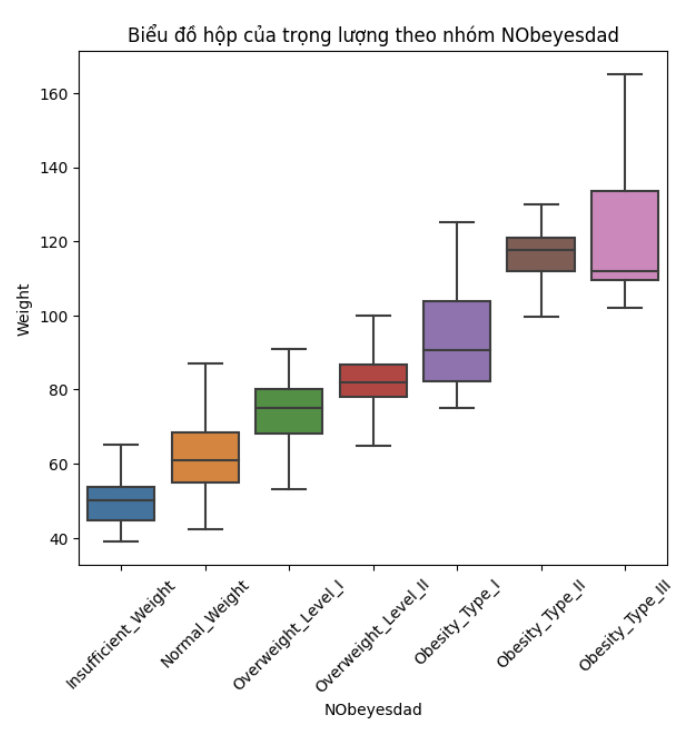 Biểu đồ hộp của trọng lượng theo nhóm NObeyesdad
160
140
120
100
80
60
40
Weight
Insufficient_Weight
Normal_Weight
Overweight_Level_I
Overweight_Level_II
Obesity_Type_I
Obesity_Type_II
Obesity_Type_III
NObeyesdad